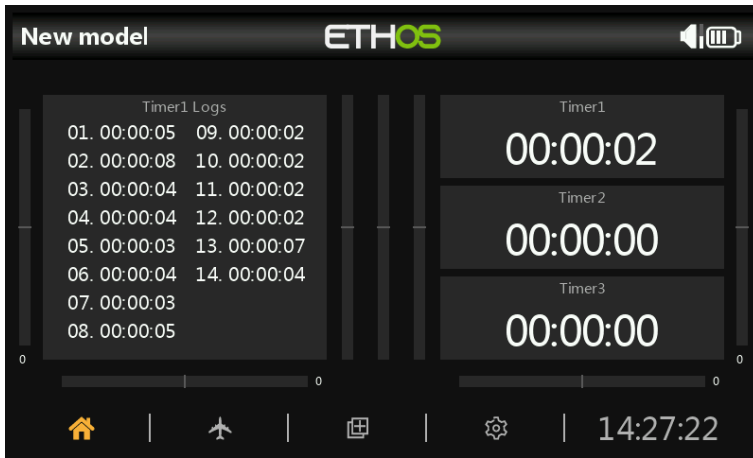 New model
ETHOS
Timer1 Logs
01. 00:00:05 09. 00:00:02
02. 00:00:08 10. 00:00:02
03. 00:00:04 11. 00:00:02
04. 00:00:04 12. 00:00:02
05. 00:00:03 13. 00:00:07
06. 00:00:04 14. 00:00:04
07. 00:00:03
08. 00:00:05
Timer1
00:00:02
Timer2
00:00:00
Timer3
00:00:00
0
0
0
0
14:27:22